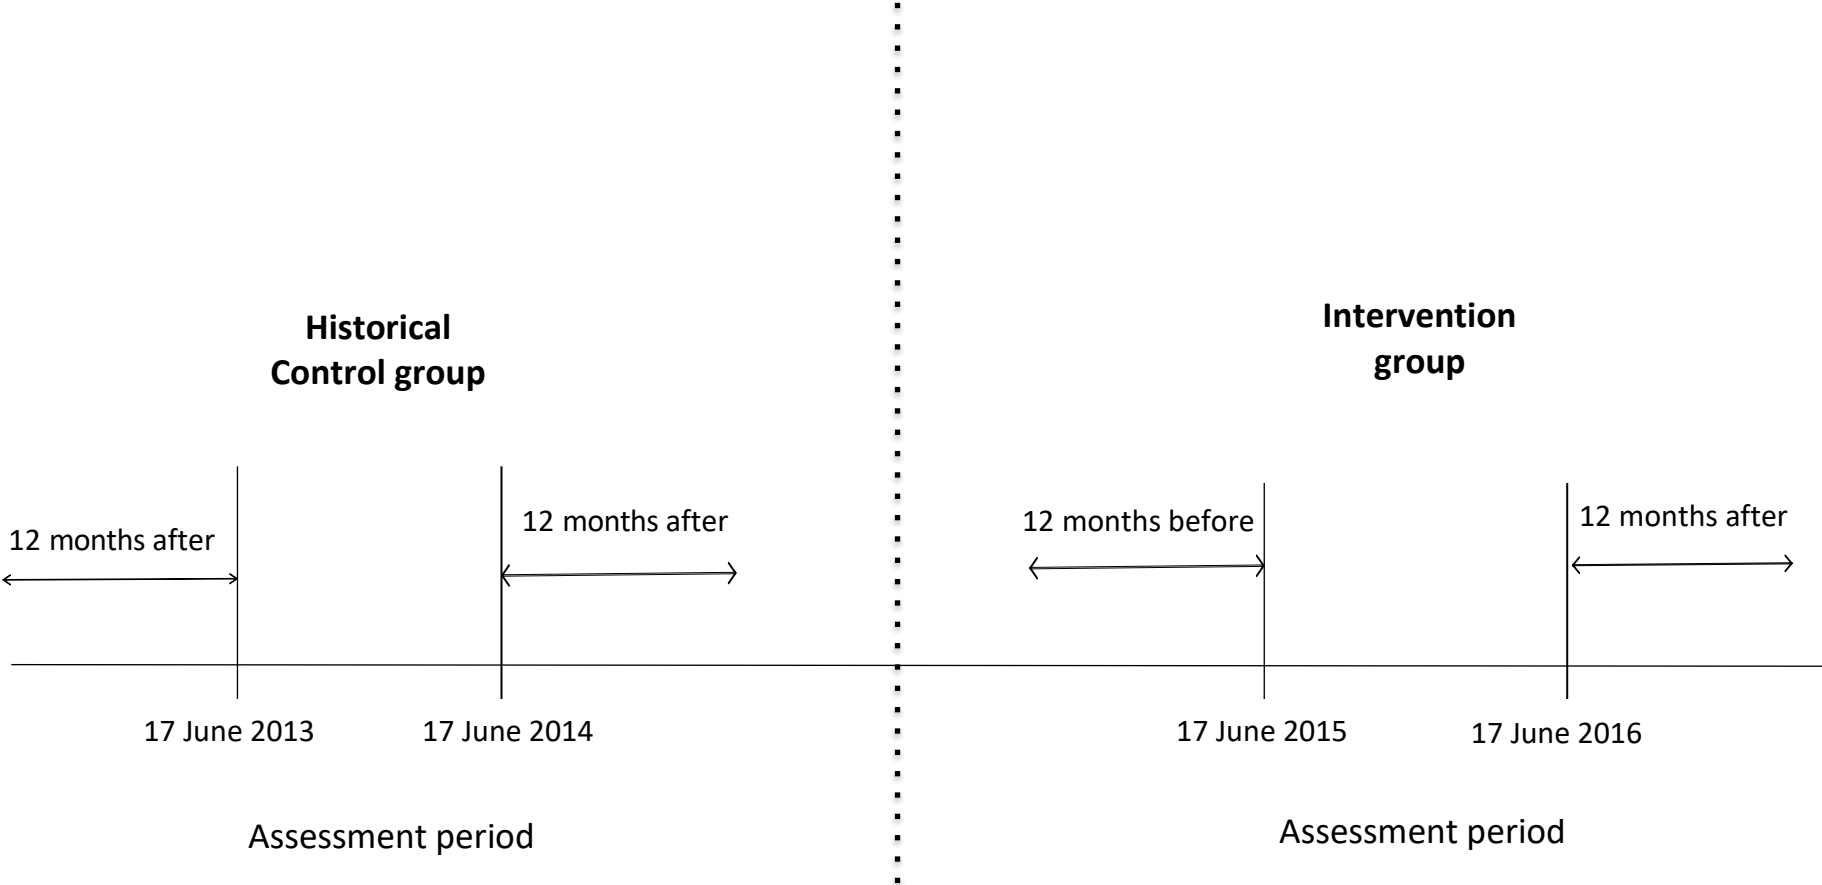 Historical
Control group
Intervention
group
12 months after
12 months after
12 months before
12 months after
17 June 2013
17 June 2014
17 June 2015
17 June 2016
Assessment period
Assessment period